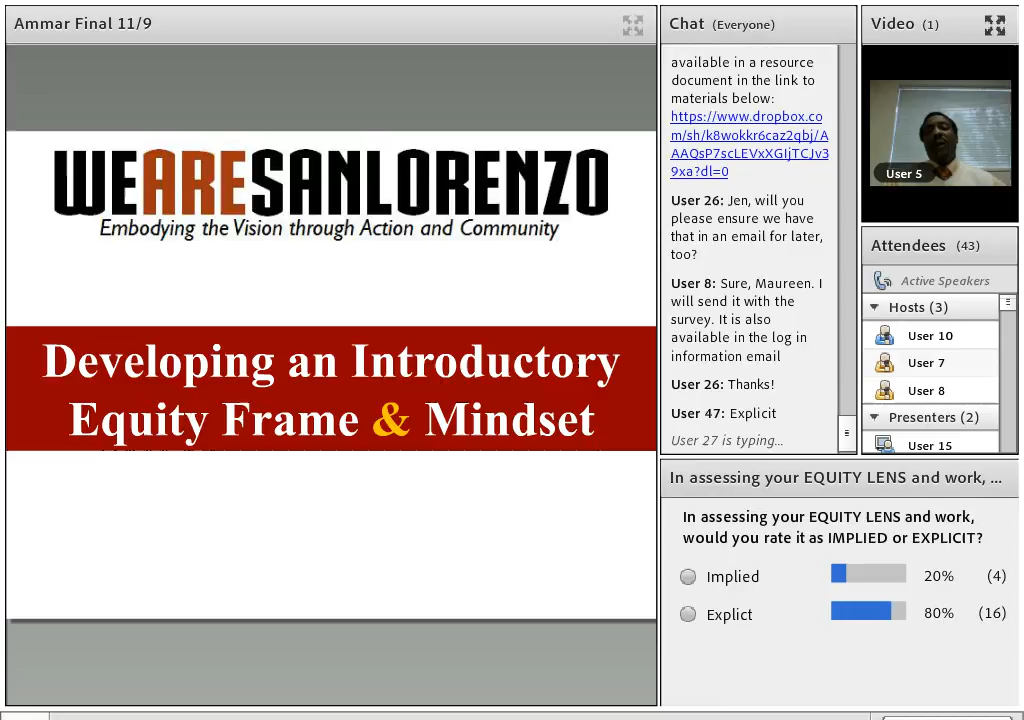 Ammar Final 11/9
WEARESANLORENZO
Embodying the Vision through Action and Community
Developing an Introductory
Equity Frame & Mindset
Chat (Everyone)
available in a resource
document in the link to
materials below:
https://www.dropbox.co
m/sh/k8wokkr6caz2qbj/A
AAQsP7scLEVxXGIjTCJv3
9xa?dl=0
User 26: Jen, will you
please ensure we have
that in an email for later,
too?
User 8: Sure, Maureen. I
will send it with the
survey. It is also
available in the log in
information email
User 26: Thanks!
User 47: Explicit
User 27 is typing...
Video (1)
User 5
Attendees (43)
Active Speakers
Hosts (3)
User 10
User 7
User 8
Presenters (2)
User 15
In assessing your EQUITY LENS and work, ...
In assessing your EQUITY LENS and work,
would you rate it as IMPLIED or EXPLICIT?
Implied 20% (4)
Explict 80% (16)